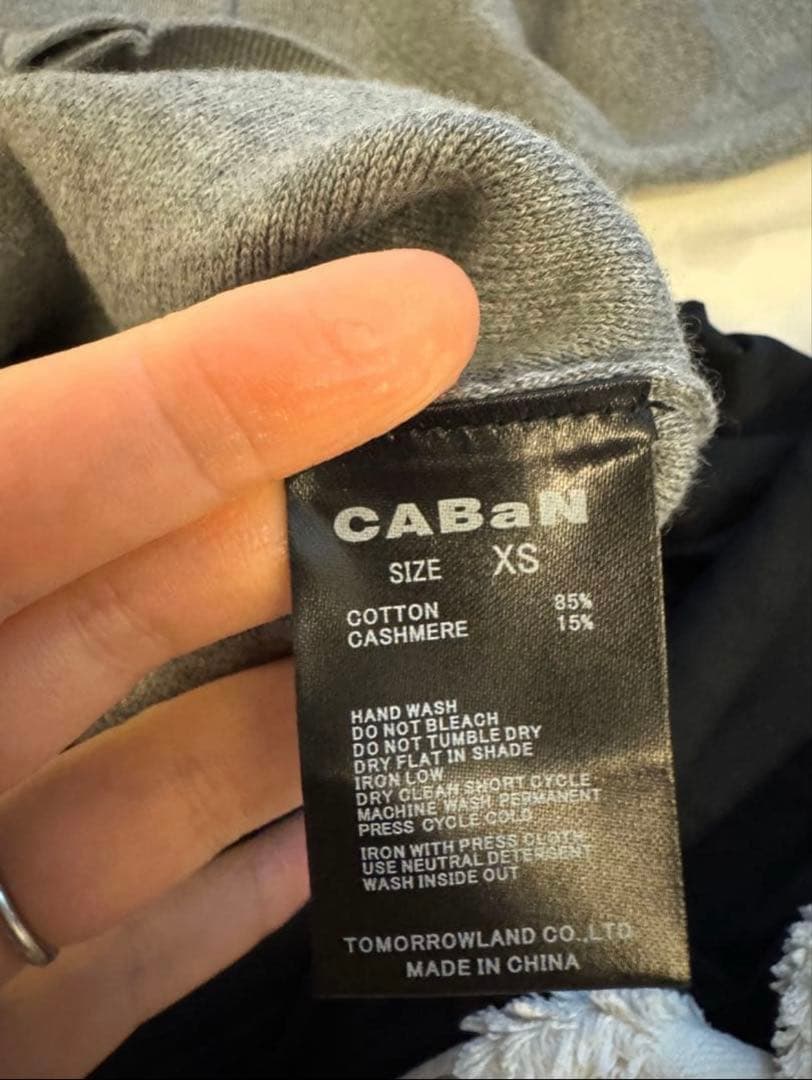 CABaN
SIZE XS
COTTON 85%
CASHMERE 15%
HAND WASH
DO NOT BLEACH
DO NOT TUMBLE DRY
DRY FLAT IN SHADE
IRON LOW
DRY CLEAN SHORT CYCLE
MACHINE WASH PERMANENT
PRESS CYCLE COLD
IRON WITH PRESS CLOTH
USE NEUTRAL DETERGENT
WASH INSIDE OUT
TOMORROWLAND CO.,LTD
MADE IN CHINA